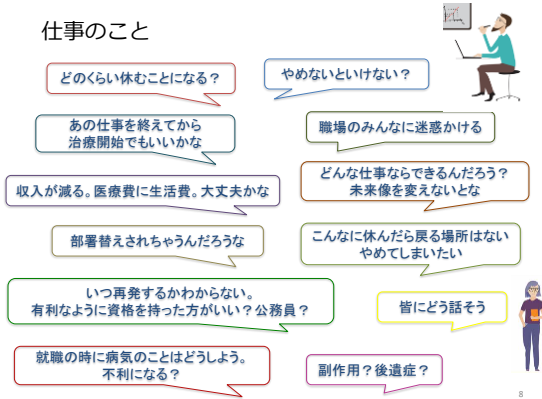 仕事のこと
どのくらい休むことになる？
やめないといけない？
あの仕事を終えてから
治療開始でもいいかな
職場のみんなに迷惑かける
収入が減る。医療費に生活費。大丈夫かな
どんな仕事ならできるんだろう？
未来像を変えないとな
部署替えされちゃうんだろうな
こんなに休んだら戻る場所はない
やめてしまいたい
いつ再発するかわからない。
有利なように資格を持った方がいい？公務員？
皆にどう話そう
就職の時に病気のことはどうしよう。
不利になる？
副作用？後遺症？
8